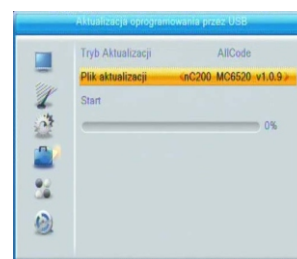 Aktualizacja oprogramowania przez USB
Tryb Aktualizacji AllCode
Plik aktualizacji nC200 MC6520 v1.0.9
Start
0%